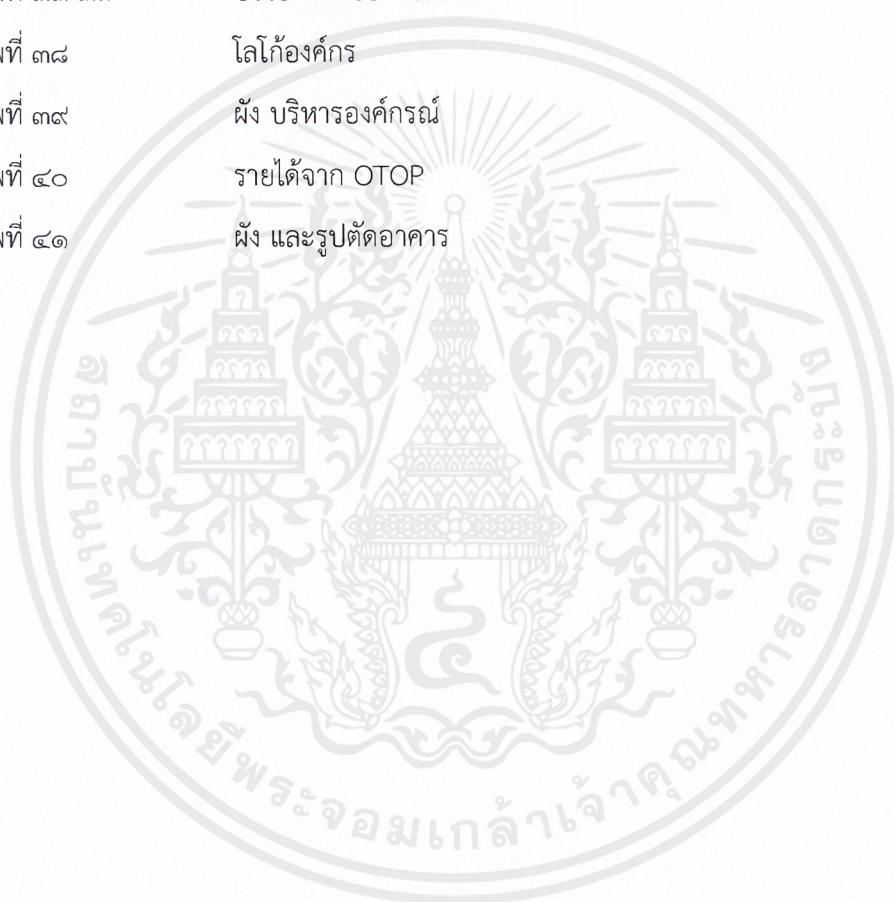 ที่ ๓๘ โลโก้องค์กร
ที่ ๓๙ ผัง บริหารองค์กรณ์
ที่ ๔๐ รายได้จาก OTOP
ที่ ๔๑ ผัง และรูปตัดอาคาร
สถาบันเทคโนโลยีพระจอมเกล้าเจ้าคุณทหารลาดกระบัง